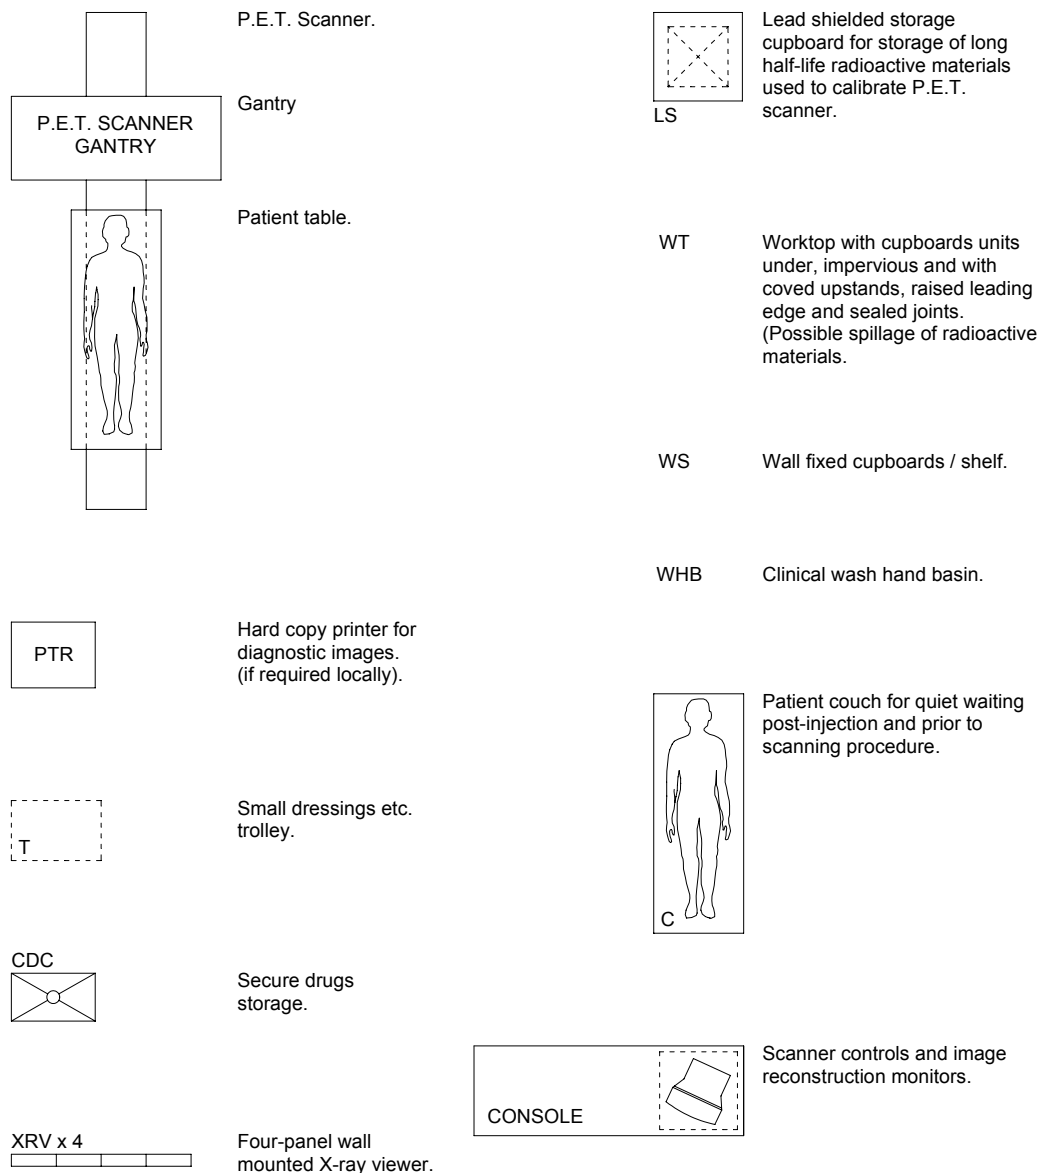 P.E.T. Scanner.
P.E.T. SCANNER
GANTRY
Gantry
Patient table.
PTR
Hard copy printer for
diagnostic images.
(if required locally).
T
Small dressings etc.
trolley.
CDC
Secure drugs
storage.
XRV x 4
Four-panel wall
mounted X-ray viewer.
LS
Lead shielded storage
cupboard for storage of long
half-life radioactive materials
used to calibrate P.E.T.
scanner.
WT
Worktop with cupboards units
under, impervious and with
coved upstands, raised leading
edge and sealed joints.
(Possible spillage of radioactive
materials.
WS
Wall fixed cupboards / shelf.
WHB
Clinical wash hand basin.
C
Patient couch for quiet waiting
post-injection and prior to
scanning procedure.
CONSOLE
Scanner controls and image
reconstruction monitors.